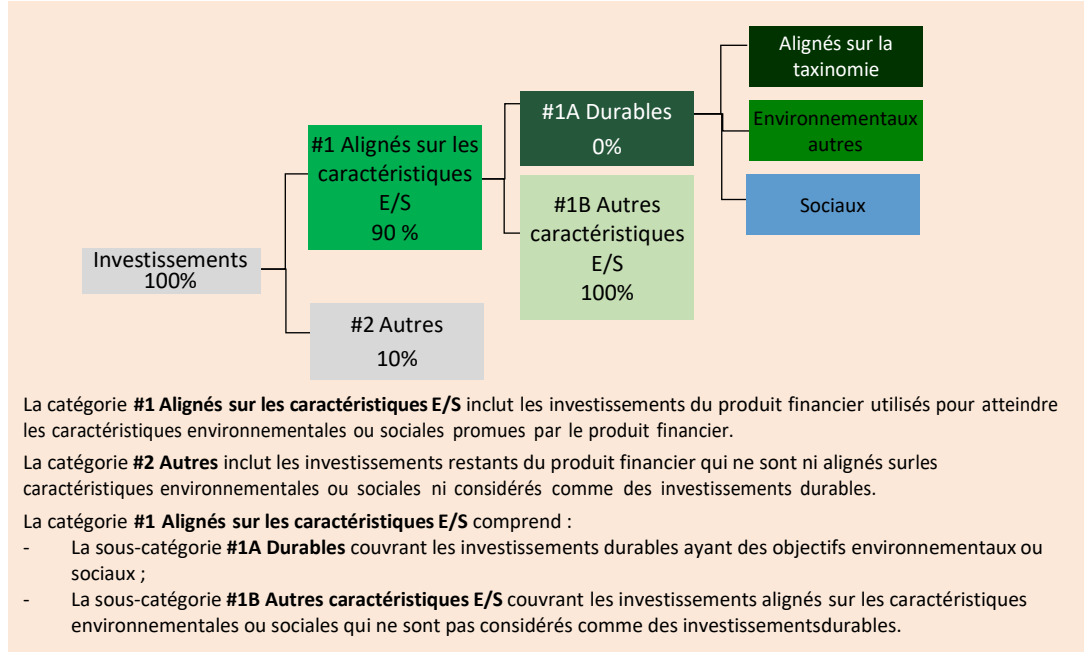 Alignés sur la
taxinomie
#1A Durables
0%
Environnementaux
autres
#1 Alignés sur les
caractéristiques
E/S
90 %
#1B Autres
caractéristiques
E/S
100%
Sociaux
Investissements
100%
#2 Autres
10%
La catégorie #1 Alignés sur les caractéristiques E/S inclut les investissements du produit financier utilisés pour atteindre
les caractéristiques environnementales ou sociales promues par le produit financier.
La catégorie #2 Autres inclut les investissements restants du produit financier qui ne sont ni alignés surles
caractéristiques environnementales ou sociales ni considérés comme des investissements durables.
La catégorie #1 Alignés sur les caractéristiques E/S comprend :
- La sous-catégorie #1A Durables couvrant les investissements durables ayant des objectifs environnementaux ou
sociaux ;
- La sous-catégorie #1B Autres caractéristiques E/S couvrant les investissements alignés sur les caractéristiques
environnementales ou sociales qui ne sont pas considérés comme des investissementsdurables.